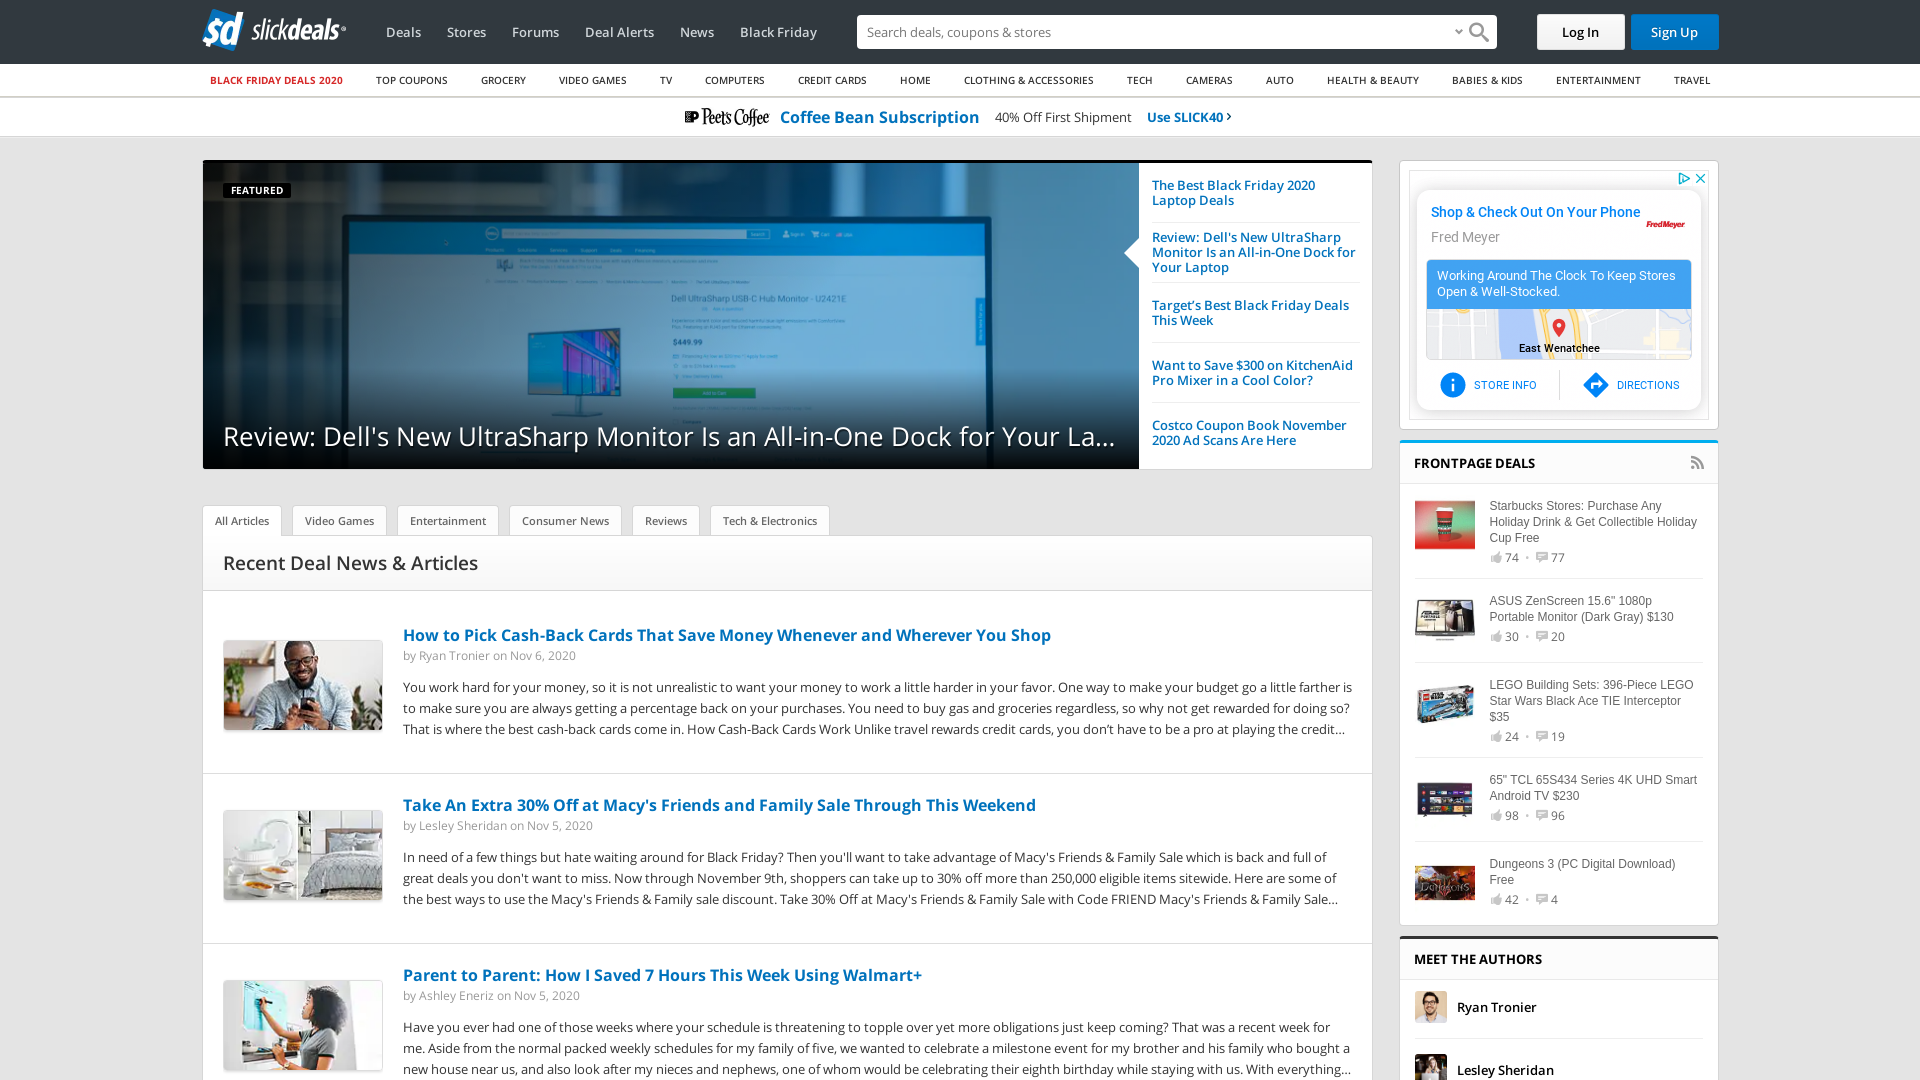 slickdeals
Deals
Stores
Forums
Deal Alerts
News
Black Friday
Search deals, coupons & stores
Log In
Sign Up
BLACK FRIDAY DEALS 2020
TOP COUPONS
GROCERY
VIDEO GAMES
TV
COMPUTERS
CREDIT CARDS
HOME
CLOTHING & ACCESSORIES
TECH
CAMERAS
AUTO
HEALTH & BEAUTY
BABIES & KIDS
ENTERTAINMENT
TRAVEL
Peet's Coffee
Coffee Bean Subscription
40% Off First Shipment
Use SLICK40
FEATURED
Dell UltraSharp USB-C Hub Monitor - U2421E
$449.99
Review: Dell's New UltraSharp Monitor Is an All-in-One Dock for Your La...
The Best Black Friday 2020
Laptop Deals
Review: Dell's New UltraSharp
Monitor Is an All-in-One Dock for
Your Laptop
Target’s Best Black Friday Deals
This Week
Want to Save $300 on KitchenAid
Pro Mixer in a Cool Color?
Costco Coupon Book November
2020 Ad Scans Are Here
All Articles
Video Games
Entertainment
Consumer News
Reviews
Tech & Electronics
Recent Deal News & Articles
How to Pick Cash-Back Cards That Save Money Whenever and Wherever You Shop
by Ryan Tronier on Nov 6, 2020
You work hard for your money, so it is not unrealistic to want your money to work a little harder in your favor. One way to make your budget go a little farther is
to make sure you are always getting a percentage back on your purchases. You need to buy gas and groceries regardless, so why not get rewarded for doing so?
That is where the best cash-back cards come in. How Cash-Back Cards Work Unlike travel rewards credit cards, you don’t have to be a pro at playing the credit...
Take An Extra 30% Off at Macy's Friends and Family Sale Through This Weekend
by Lesley Sheridan on Nov 5, 2020
In need of a few things but hate waiting around for Black Friday? Then you'll want to take advantage of Macy's Friends & Family Sale which is back and full of
great deals you don't want to miss. Now through November 9th, shoppers can take up to 30% off more than 250,000 eligible items sitewide. Here are some of
the best ways to use the Macy's Friends & Family sale discount. Take 30% Off at Macy's Friends & Family Sale with Code FRIEND Macy's Friends & Family Sale...
Parent to Parent: How I Saved 7 Hours This Week Using Walmart+
by Ashley Eneriz on Nov 5, 2020
Have you ever had one of those weeks where your schedule is threatening to topple over yet more obligations just keep coming? That was a recent week for
me. Aside from the normal packed weekly schedules for my family of five, we wanted to celebrate a milestone event for my brother and his family who bought a
new house near us, and also look after my nieces and nephews, one of whom would be celebrating their eighth birthday while staying with us. With everything...
Shop & Check Out On Your Phone
Fred Meyer
Fred Meyer
Working Around The Clock To Keep Stores
Open & Well-Stocked.
East Wenatchee
STORE INFO
DIRECTIONS
FRONTPAGE DEALS
Starbucks Stores: Purchase Any
Holiday Drink & Get Collectible Holiday
Cup Free
74 • 77
ASUS ZenScreen 15.6" 1080p
Portable Monitor (Dark Gray) $130
30 • 20
LEGO Building Sets: 396-Piece LEGO
Star Wars Black Ace TIE Interceptor
$35
24 • 19
65" TCL 65S434 Series 4K UHD Smart
Android TV $230
98 • 96
Dungeons 3 (PC Digital Download)
Free
42 • 4
MEET THE AUTHORS
Ryan Tronier
Lesley Sheridan